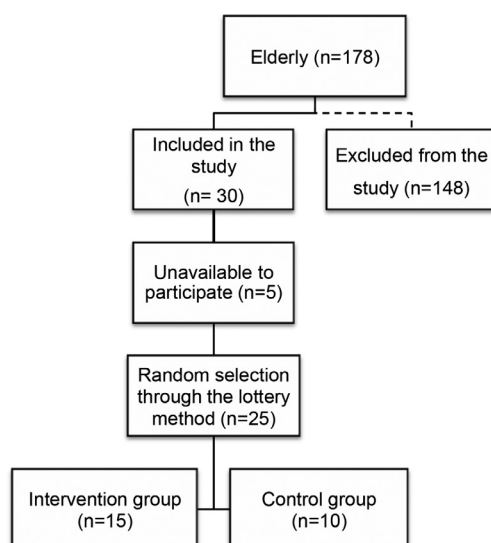 Elderly (n=178)
Included in the
study
(n= 30)
Excluded from the
study (n=148)
Unavailable to
participate (n=5)
Random selection
through the lottery
method (n=25)
Intervention group
(n=15)
Control group
(n=10)